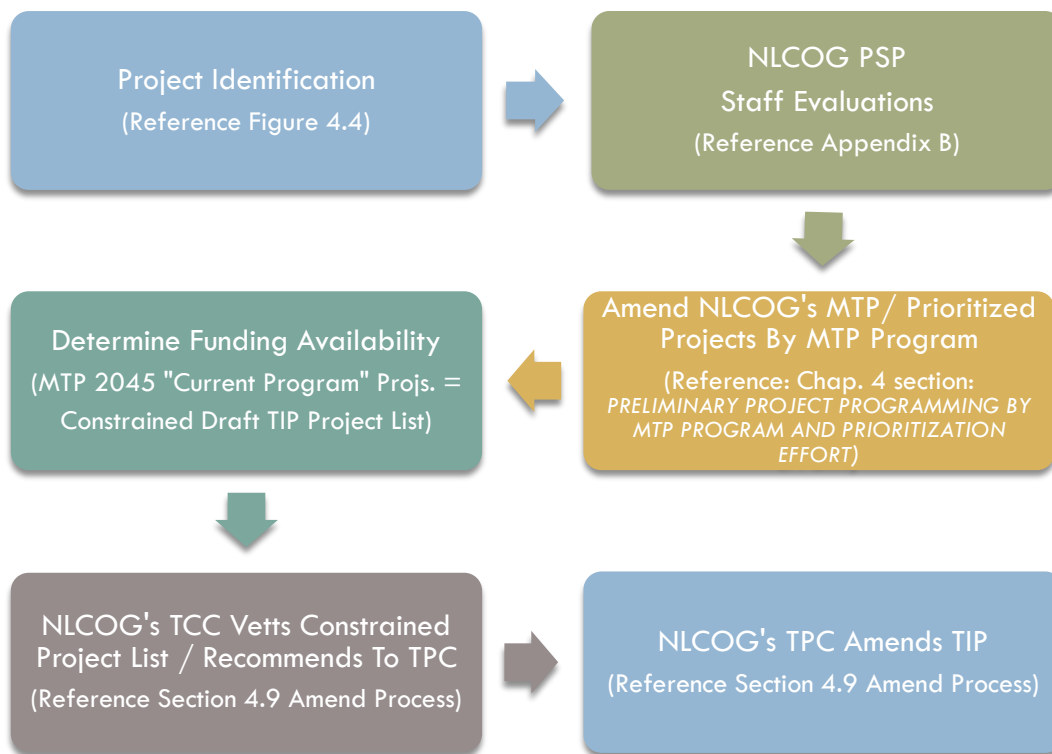 Project Identification
(Reference Figure 4.4)
NLCOG PSP
Staff Evaluations
(Reference Appendix B)
Amend NLCOG's MTP/ Prioritized
Projects By MTP Program
(Reference: Chap. 4 section:
PRELIMINARY PROJECT PROGRAMMING BY
MTP PROGRAM AND PRIORITIZATION
EFFORT)
Determine Funding Availability
(MTP 2045 "Current Program" Projs. =
Constrained Draft TIP Project List)
NLCOG's TCC Vetts Constrained
Project List / Recommends To TPC
(Reference Section 4.9 Amend Process)
NLCOG's TPC Amends TIP
(Reference Section 4.9 Amend Process)